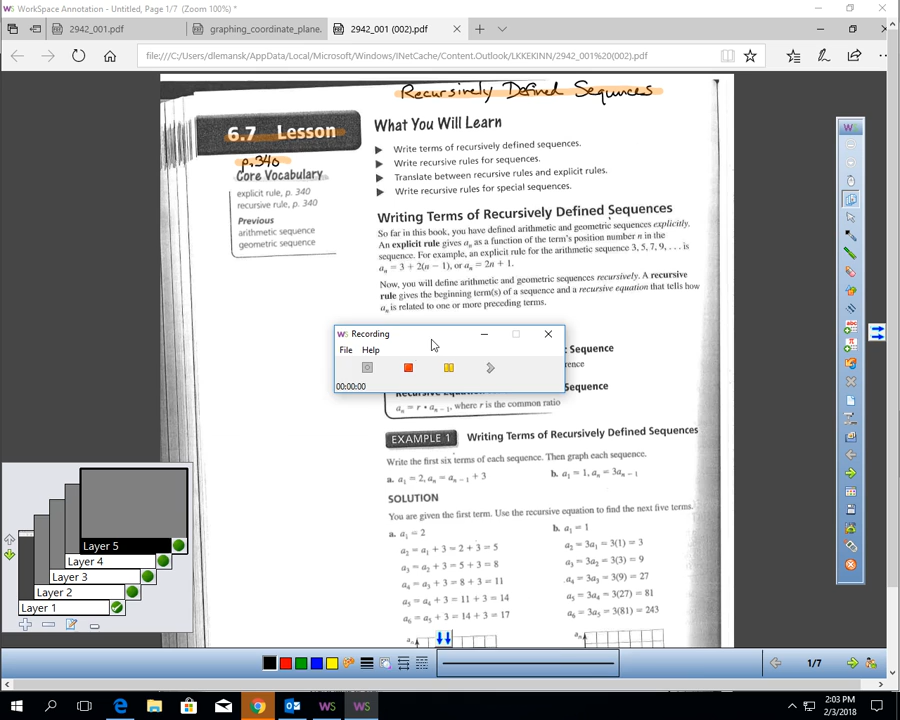 WorkSpace Annotation - Untitled, Page 1/7 (Zoom 100%) *
2942_001.pdf
graphing_coordinate_plane.
2942_001 (002).pdf
file:///C:/Users/dlemansk/AppData/Local/Microsoft/Windows/INetCache/Content.Outlook/LKKEKINN/2942_001%20(002).pdf
Recursively Defined Sequnces
6.7 Lesson
p.340
Core Vocabulary
explicit rule, p. 340
recursive rule, p. 340
Previous
arithmetic sequence
geometric sequence
What You Will Learn
Write terms of recursively defined sequences.
Write recursive rules for sequences.
Translate between recursive rules and explicit rules.
Write recursive rules for special sequences.
Writing Terms of Recursively Defined Sequences
So far in this book, you have defined arithmetic and geometric sequences explicitly.
An explicit rule gives aₙ as a function of the term's position number n in the
sequence. For example, an explicit rule for the arithmetic sequence 3, 5, 7, 9, . . . is
aₙ = 3 + 2(n − 1), or aₙ = 2n + 1.
Now, you will define arithmetic and geometric sequences recursively. A recursive
rule gives the beginning term(s) of a sequence and a recursive equation that tells how
aₙ is related to one or more preceding terms.
WS Recording
File Help
00:00:00
Sequence
Sequence
aₙ = r • aₙ₋₁, where r is the common ratio
EXAMPLE 1 Writing Terms of Recursively Defined Sequences
Write the first six terms of each sequence. Then graph each sequence.
a. a₁ = 2, aₙ = aₙ₋₁ + 3
b. a₁ = 1, aₙ = 3aₙ₋₁
SOLUTION
You are given the first term. Use the recursive equation to find the next five terms.
a. a₁ = 2
a₂ = a₁ + 3 = 2 + 3 = 5
a₃ = a₂ + 3 = 5 + 3 = 8
a₄ = a₃ + 3 = 8 + 3 = 11
a₅ = a₄ + 3 = 11 + 3 = 14
a₆ = a₅ + 3 = 14 + 3 = 17
b. a₁ = 1
a₂ = 3a₁ = 3(1) = 3
a₃ = 3a₂ = 3(3) = 9
a₄ = 3a₃ = 3(9) = 27
a₅ = 3a₄ = 3(27) = 81
a₆ = 3a₅ = 3(81) = 243
aₙ
aₙ
Layer 5
Layer 4
Layer 3
Layer 2
Layer 1
1/7
2:03 PM
2/3/2018